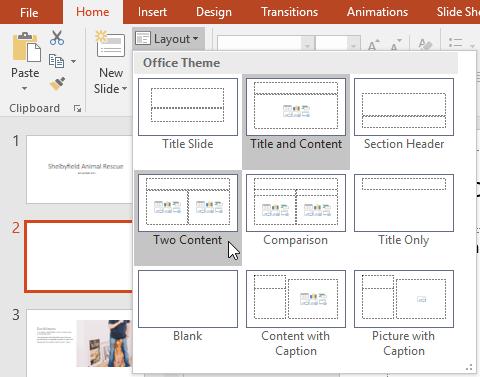 File Home Insert Design Transitions Animations Slide Sh
Paste
Clipboard
New
Slide
Layout
Office Theme
Title Slide
Title and Content
Section Header
Two Content
Comparison
Title Only
Blank
Content with
Caption
Picture with
Caption
1
Shelbyfield Animal Rescue
2
3